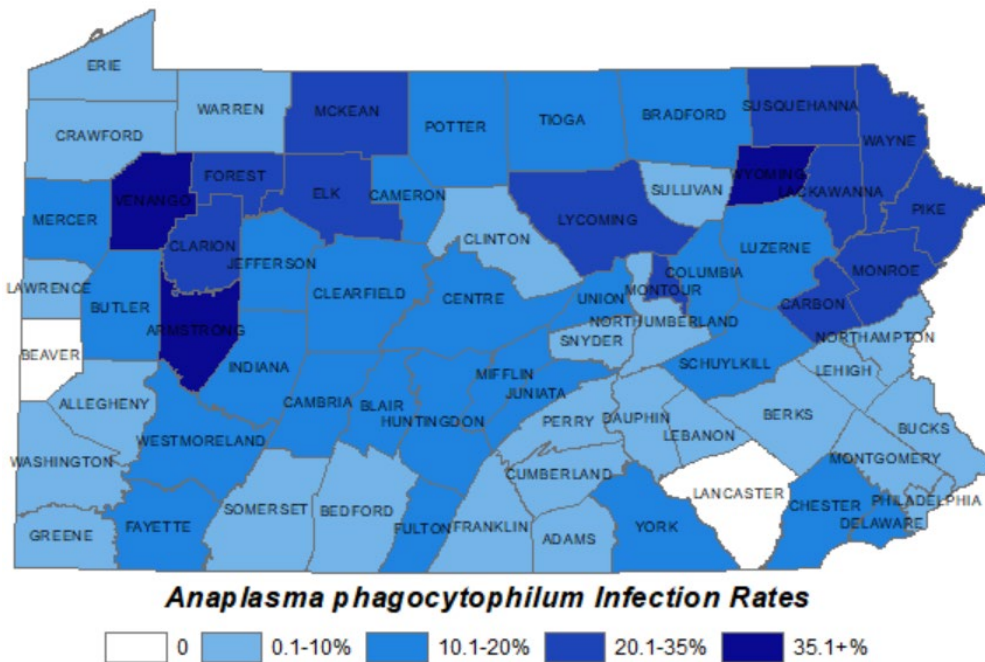 ERIE
WARREN
MCKEAN
SUSQUEHANNA
CRAWFORD
POTTER
TIOGA
BRADFORD
WAYNE
FOREST
VENANGO
ELK
CAMERON
SULLIVAN
WYOMING
LACKAWANNA
MERCER
PIKE
LYCOMING
CLARION
CLINTON
JEFFERSON
COLUMBIA
LUZERNE
MONROE
LAWRENCE
BUTLER
CLEARFIELD
CENTRE
UNION
MONTOUR
CARBON
ARMSTRONG
NORTHUMBERLAND
NORTHAMPTON
BEAVER
SNYDER
INDIANA
SCHUYLKILL
LEHIGH
MIFFLIN
JUNIATA
ALLEGHENY
CAMBRIA
BLAIR
HUNTINGDON
PERRY
DAUPHIN
BERKS
BUCKS
WESTMORELAND
LEBANON
WASHINGTON
CUMBERLAND
MONTGOMERY
LANCASTER
PHILADELPHIA
SOMERSET
BEDFORD
CHESTER
FAYETTE
FULTON
FRANKLIN
YORK
DELAWARE
GREENE
ADAMS
Anaplasma phagocytophilum Infection Rates
0 0.1-10% 10.1-20% 20.1-35% 35.1+%